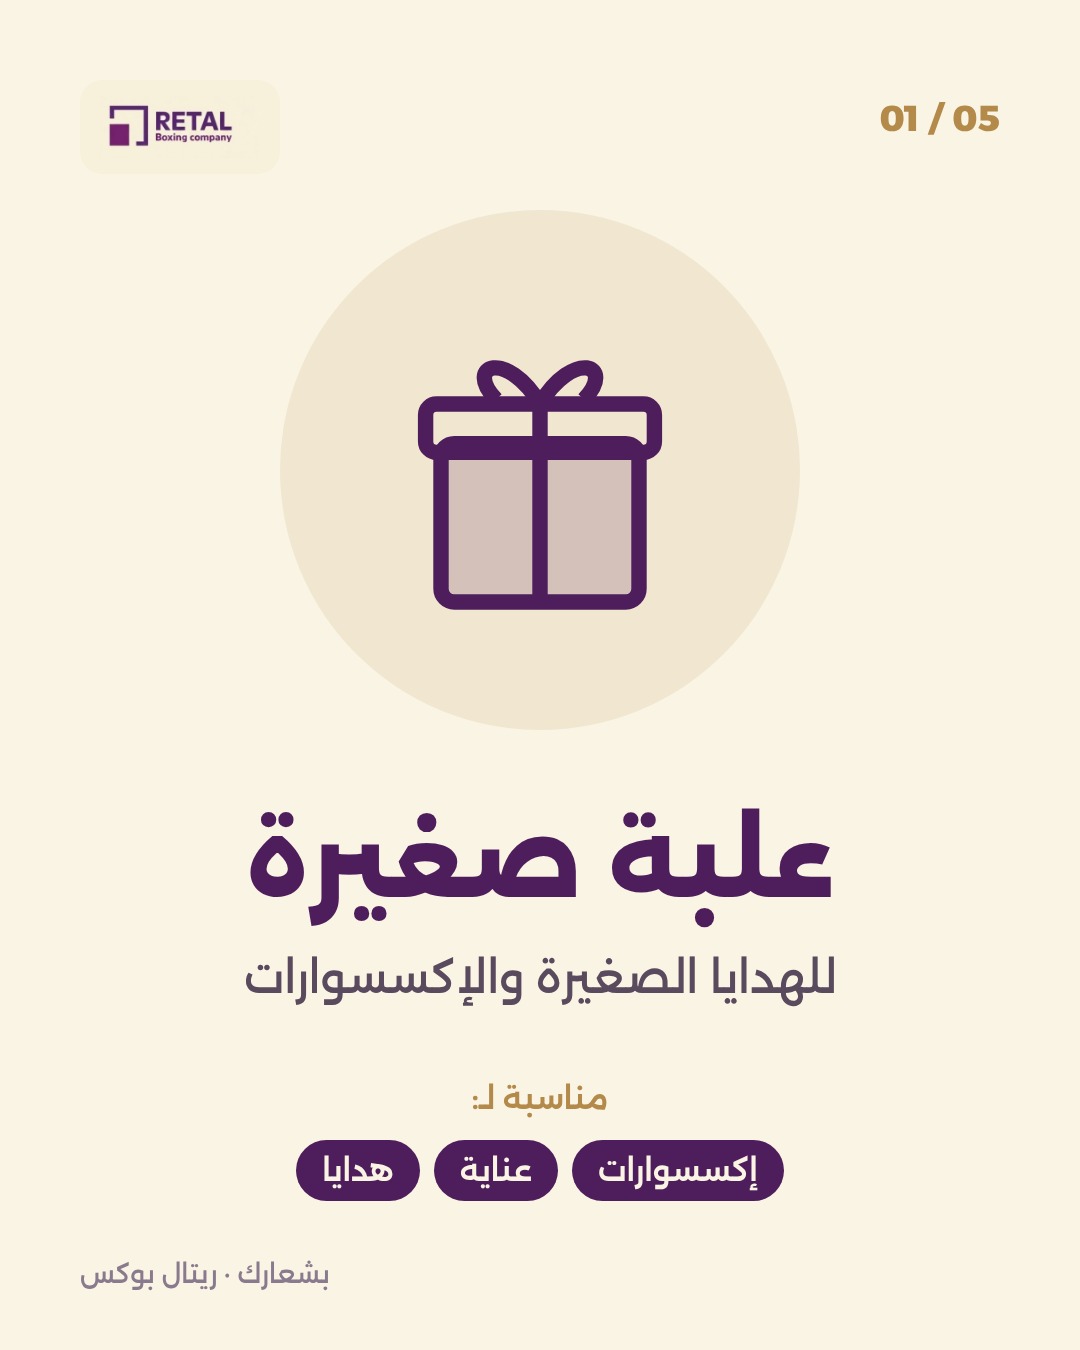 RETAL
Boxing company
01 / 05
علبة صغيرة
للهدايا الصغيرة والإكسسوارات
مناسبة لـ:
إكسسوارات عناية هدايا
بشعارك · ريتال بوكس